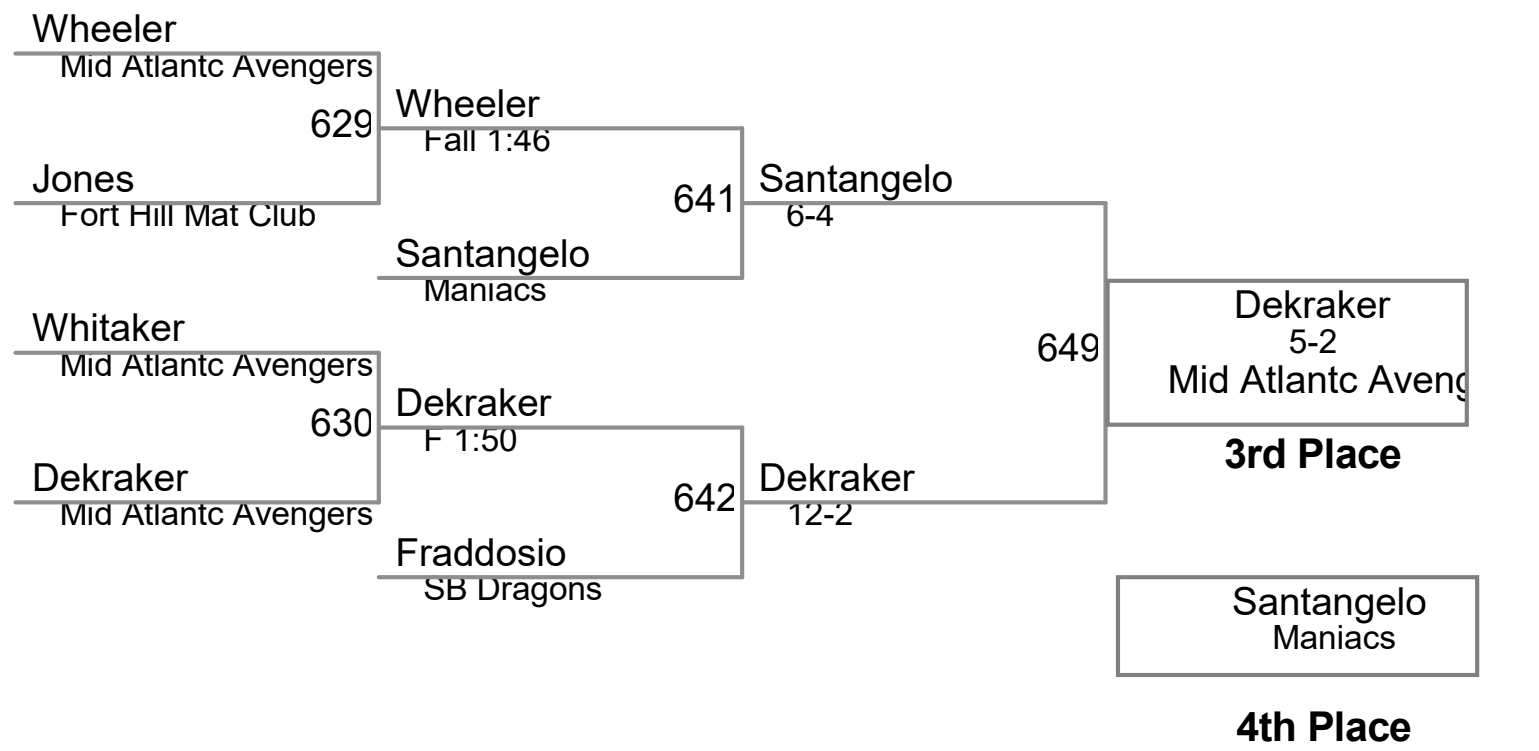 Wheeler
Mid Atlantc Avengers
629
Wheeler
Fall 1:46
Jones
Fort Hill Mat Club
641
Santangelo
6-4
Santangelo
Maniacs
Whitaker
Mid Atlantc Avengers
630
Dekraker
F 1:50
Dekraker
Mid Atlantc Avengers
642
Dekraker
12-2
Fraddosio
SB Dragons
649
Dekraker
5-2
Mid Atlantc Aveng
3rd Place
Santangelo
Maniacs
4th Place